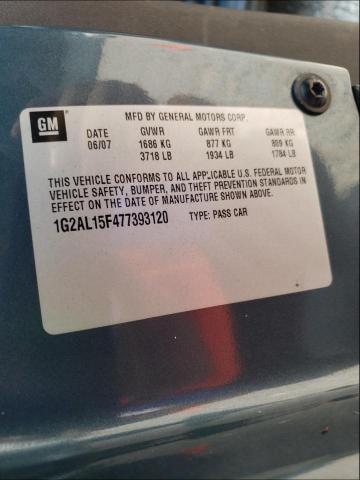 GM
MFD BY GENERAL MOTORS CORP.
DATE GVWR GAWR FRT GAWR RR
06/07 1686 KG 877 KG 809 KG
3718 LB 1934 LB 1784 LB
THIS VEHICLE CONFORMS TO ALL APPLICABLE U.S. FEDERAL MOTOR
VEHICLE SAFETY, BUMPER, AND THEFT PREVENTION STANDARDS IN
EFFECT ON THE DATE OF MANUFACTURE SHOWN ABOVE.
1G2AL15F477393120 TYPE: PASS CAR